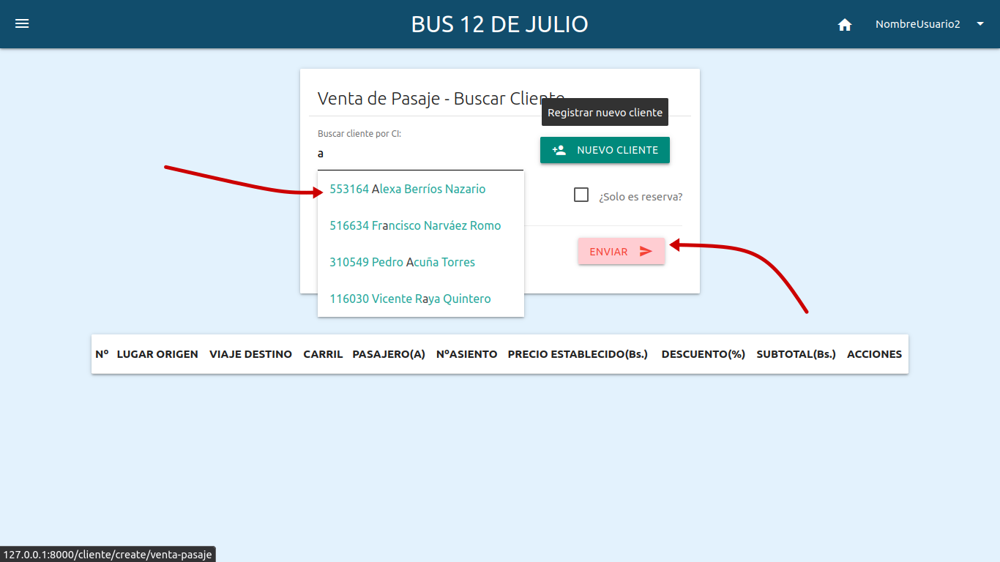 BUS 12 DE JULIO
NombreUsuario2
Venta de Pasaje - Buscar Cliente
Registrar nuevo cliente
Buscar cliente por CI:
a
NUEVO CLIENTE
553164 Alexa Berríos Nazario
¿Solo es reserva?
516634 Francisco Narváez Romo
ENVIAR
310549 Pedro Acuña Torres
116030 Vicente Raya Quintero
Nº LUGAR ORIGEN VIAJE DESTINO CARRIL PASAJERO(A) NºASIENTO PRECIO ESTABLECIDO(Bs.) DESCUENTO(%) SUBTOTAL(Bs.) ACCIONES
127.0.0.1:8000/cliente/create/venta-pasaje